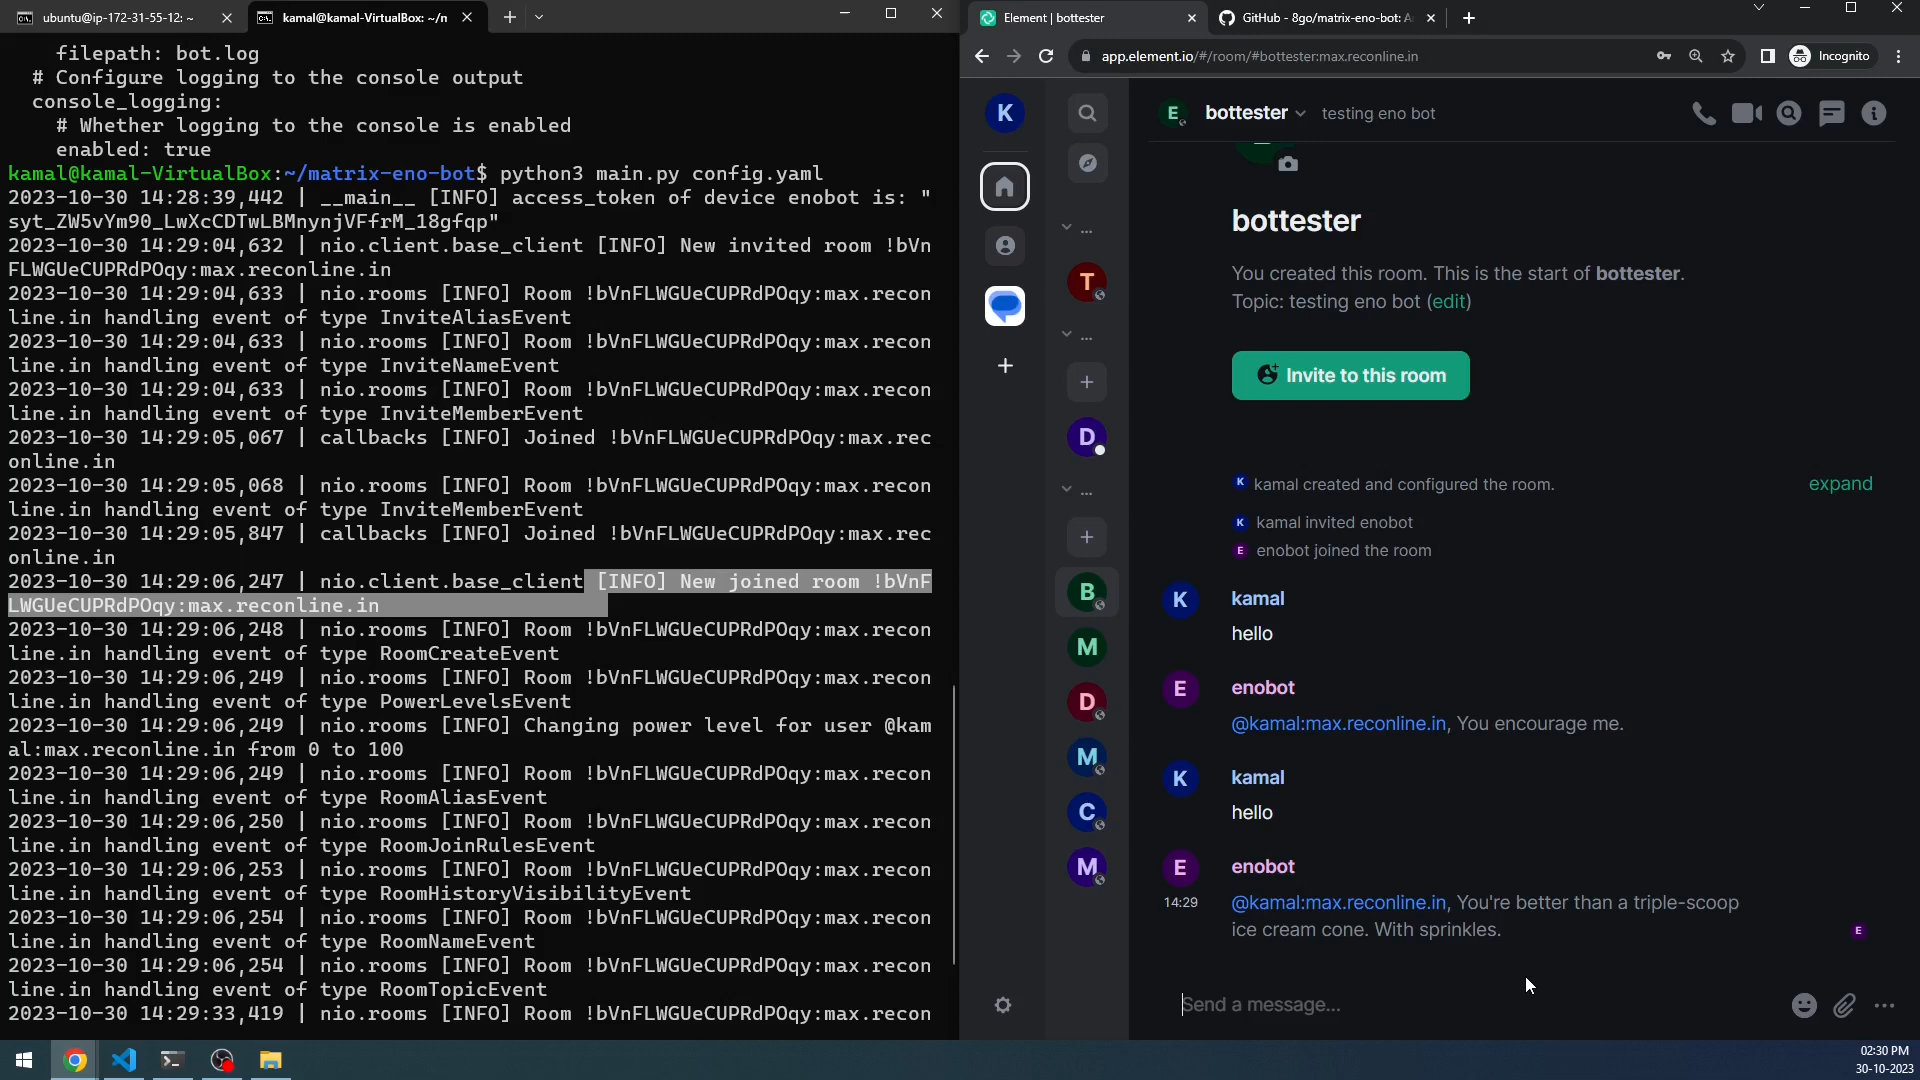 ubuntu@ip-172-31-55-12: ~
kamal@kamal-VirtualBox: ~/n
filepath: bot.log
# Configure logging to the console output
console_logging:
# Whether logging to the console is enabled
enabled: true
kamal@kamal-VirtualBox:~/matrix-eno-bot$ python3 main.py config.yaml
2023-10-30 14:28:39,442 | __main__ [INFO] access_token of device enobot is: "
syt_ZW5vYm90_LwXcCDTwLBMnynjVFfrM_18gfqp"
2023-10-30 14:29:04,632 | nio.client.base_client [INFO] New invited room !bVn
FLWGUeCUPRdPOqy:max.reconline.in
2023-10-30 14:29:04,633 | nio.rooms [INFO] Room !bVnFLWGUeCUPRdPOqy:max.recon
line.in handling event of type InviteAliasEvent
2023-10-30 14:29:04,633 | nio.rooms [INFO] Room !bVnFLWGUeCUPRdPOqy:max.recon
line.in handling event of type InviteNameEvent
2023-10-30 14:29:04,633 | nio.rooms [INFO] Room !bVnFLWGUeCUPRdPOqy:max.recon
line.in handling event of type InviteMemberEvent
2023-10-30 14:29:05,067 | callbacks [INFO] Joined !bVnFLWGUeCUPRdPOqy:max.rec
online.in
2023-10-30 14:29:05,068 | nio.rooms [INFO] Room !bVnFLWGUeCUPRdPOqy:max.recon
line.in handling event of type InviteMemberEvent
2023-10-30 14:29:05,847 | callbacks [INFO] Joined !bVnFLWGUeCUPRdPOqy:max.rec
online.in
2023-10-30 14:29:06,247 | nio.client.base_client [INFO] New joined room !bVnF
LWGUeCUPRdPOqy:max.reconline.in
2023-10-30 14:29:06,248 | nio.rooms [INFO] Room !bVnFLWGUeCUPRdPOqy:max.recon
line.in handling event of type RoomCreateEvent
2023-10-30 14:29:06,249 | nio.rooms [INFO] Room !bVnFLWGUeCUPRdPOqy:max.recon
line.in handling event of type PowerLevelsEvent
2023-10-30 14:29:06,249 | nio.rooms [INFO] Changing power level for user @kam
al:max.reconline.in from 0 to 100
2023-10-30 14:29:06,249 | nio.rooms [INFO] Room !bVnFLWGUeCUPRdPOqy:max.recon
line.in handling event of type RoomAliasEvent
2023-10-30 14:29:06,250 | nio.rooms [INFO] Room !bVnFLWGUeCUPRdPOqy:max.recon
line.in handling event of type RoomJoinRulesEvent
2023-10-30 14:29:06,253 | nio.rooms [INFO] Room !bVnFLWGUeCUPRdPOqy:max.recon
line.in handling event of type RoomHistoryVisibilityEvent
2023-10-30 14:29:06,254 | nio.rooms [INFO] Room !bVnFLWGUeCUPRdPOqy:max.recon
line.in handling event of type RoomNameEvent
2023-10-30 14:29:06,254 | nio.rooms [INFO] Room !bVnFLWGUeCUPRdPOqy:max.recon
line.in handling event of type RoomTopicEvent
2023-10-30 14:29:33,419 | nio.rooms [INFO] Room !bVnFLWGUeCUPRdPOqy:max.recon
Element | bottester
GitHub - 8go/matrix-eno-bot: A
app.element.io/#/room/#bottester:max.reconline.in
Incognito
K
...
T
...
D
...
B
M
D
M
C
M
E
bottester
testing eno bot
bottester
You created this room. This is the start of bottester.
Topic: testing eno bot (edit)
Invite to this room
K kamal created and configured the room.
expand
K kamal invited enobot
E enobot joined the room
K kamal
hello
E enobot
@kamal:max.reconline.in, You encourage me.
K kamal
hello
E enobot
14:29 @kamal:max.reconline.in, You're better than a triple-scoop
ice cream cone. With sprinkles.
E
Send a message...
02:30 PM
30-10-2023